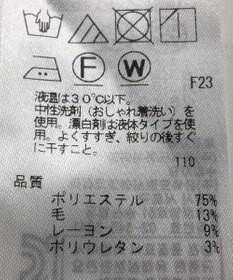 F W
F23
液温は30℃以下、
中性洗剤（おしゃれ着洗い）を
使用。漂白剤は液体タイプを使
用。よくすすぎ、絞りの後すぐ
に干すこと。
110
品質
ポリエステル 75%
毛 13%
レーヨン 9%
ポリウレタン 3%